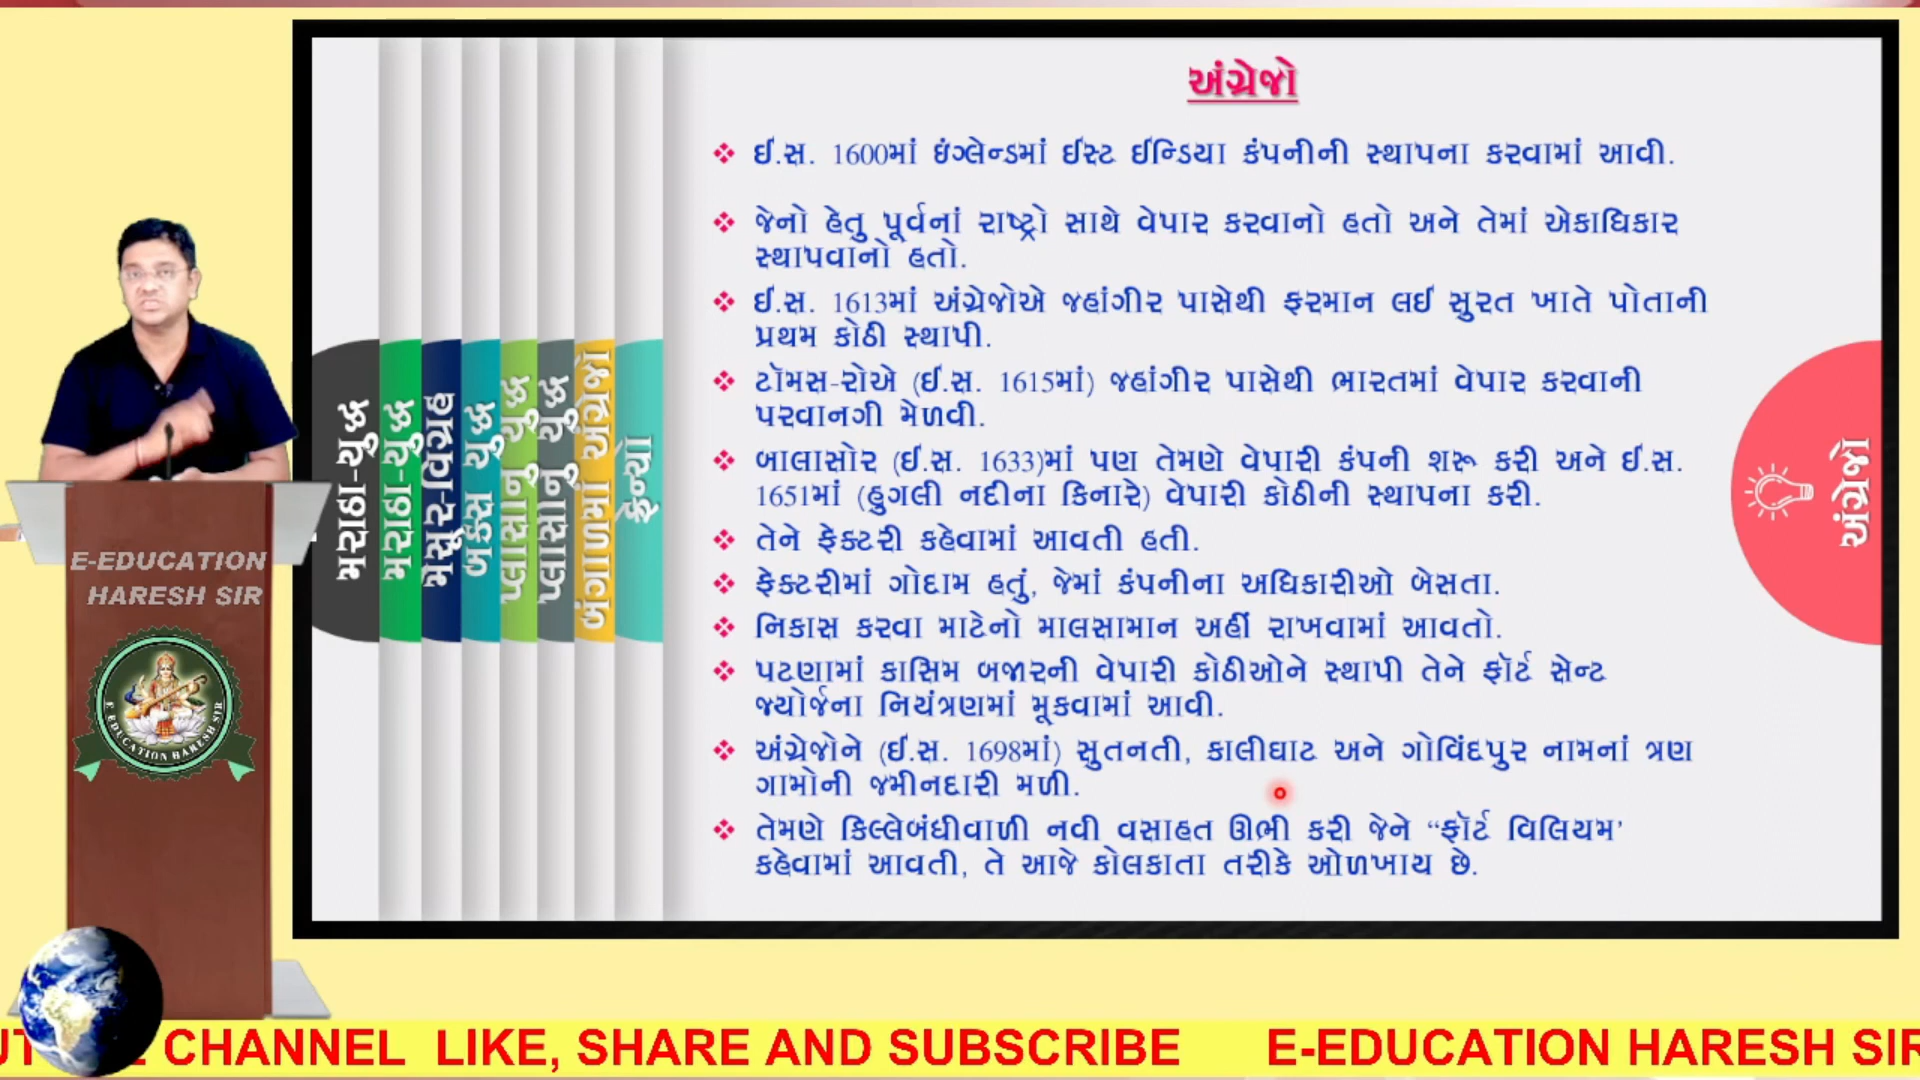 અંગ્રેજો
❖ ઈ.સ. 1600માં ઇંગ્લેન્ડમાં ઈસ્ટ ઈન્ડિયા કંપનીની સ્થાપના કરવામાં આવી.
❖ જેનો હેતુ પૂર્વનાં રાષ્ટ્રો સાથે વેપાર કરવાનો હતો અને તેમાં એકાધિકાર
સ્થાપવાનો હતો.
❖ ઈ.સ. 1613માં અંગ્રેજોએ જહાંગીર પાસેથી ફરમાન લઈ સુરત ખાતે પોતાની
પ્રથમ કોઠી સ્થાપી.
❖ ટૉમસ-રોએ (ઈ.સ. 1615માં) જહાંગીર પાસેથી ભારતમાં વેપાર કરવાની
પરવાનગી મેળવી.
❖ બાલાસોર (ઈ.સ. 1633)માં પણ તેમણે વેપારી કંપની શરૂ કરી અને ઈ.સ.
1651માં (હુગલી નદીના કિનારે) વેપારી કોઠીની સ્થાપના કરી.
❖ તેને ફેક્ટરી કહેવામાં આવતી હતી.
❖ ફેક્ટરીમાં ગોદામ હતું, જેમાં કંપનીના અધિકારીઓ બેસતા.
❖ નિકાસ કરવા માટેનો માલસામાન અહીં રાખવામાં આવતો.
❖ પટણામાં કાસિમ બજારની વેપારી કોઠીઓને સ્થાપી તેને ફૉર્ટ સેન્ટ
જ્યોર્જના નિયંત્રણમાં મૂકવામાં આવી.
❖ અંગ્રેજોને (ઈ.સ. 1698માં) સુતનતી, કાલીઘાટ અને ગોવિંદપુર નામનાં ત્રણ
ગામોની જમીનદારી મળી.
❖ તેમણે કિલ્લેબંધીવાળી નવી વસાહત ઊભી કરી જેને “ફૉર્ટ વિલિયમ’
કહેવામાં આવતી, તે આજે કોલકાતા તરીકે ઓળખાય છે.
મરાઠા-યુદ્ધ
મરાઠા-યુદ્ધ
મૈસૂર-વિગ્રહ
બક્સ યુદ્ધ
પ્લાસીનું યુદ્ધ
પ્લાસીનું યુદ્ધ
બંગાળમાં અંગ્રેજો
ફ્રેન્ચો
અંગ્રેજો
E-EDUCATION
HARESH SIR
E EDUCATION HARESH SIR
CHANNEL LIKE, SHARE AND SUBSCRIBE E-EDUCATION HARESH SIR